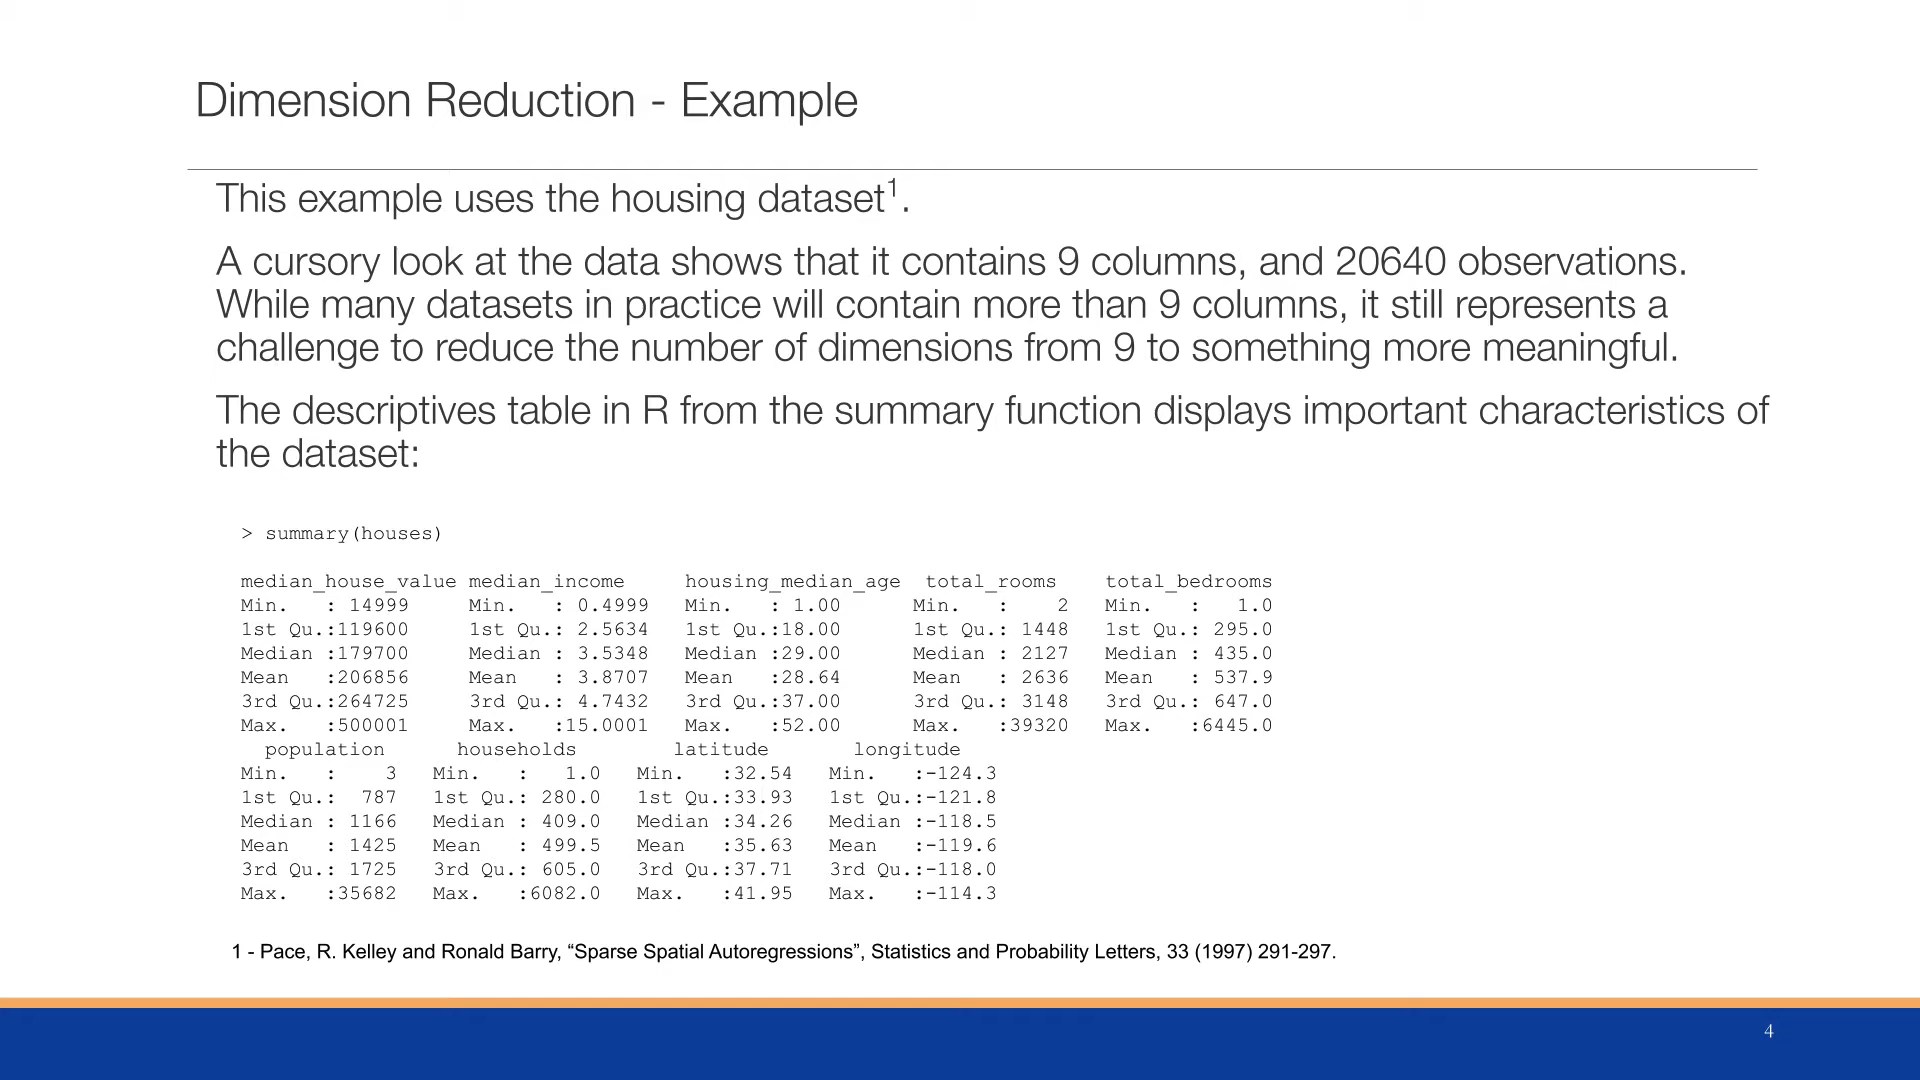 Dimension Reduction - Example
This example uses the housing dataset1.
A cursory look at the data shows that it contains 9 columns, and 20640 observations.
While many datasets in practice will contain more than 9 columns, it still represents a
challenge to reduce the number of dimensions from 9 to something more meaningful.
The descriptives table in R from the summary function displays important characteristics of
the dataset:
> summary(houses)
median_house_value median_income     housing_median_age  total_rooms    total_bedrooms
Min.   : 14999     Min.   : 0.4999   Min.   : 1.00      Min.   :    2   Min.   :   1.0
1st Qu.:119600     1st Qu.: 2.5634   1st Qu.:18.00      1st Qu.: 1448   1st Qu.: 295.0
Median :179700     Median : 3.5348   Median :29.00      Median : 2127   Median : 435.0
Mean   :206856     Mean   : 3.8707   Mean   :28.64      Mean   : 2636   Mean   : 537.9
3rd Qu.:264725     3rd Qu.: 4.7432   3rd Qu.:37.00      3rd Qu.: 3148   3rd Qu.: 647.0
Max.   :500001     Max.   :15.0001   Max.   :52.00      Max.   :39320   Max.   :6445.0
population      households        latitude       longitude
Min.   :    3   Min.   :   1.0   Min.   :32.54   Min.   :-124.3
1st Qu.:  787   1st Qu.: 280.0   1st Qu.:33.93   1st Qu.:-121.8
Median : 1166   Median : 409.0   Median :34.26   Median :-118.5
Mean   : 1425   Mean   : 499.5   Mean   :35.63   Mean   :-119.6
3rd Qu.: 1725   3rd Qu.: 605.0   3rd Qu.:37.71   3rd Qu.:-118.0
Max.   :35682   Max.   :6082.0   Max.   :41.95   Max.   :-114.3
1 - Pace, R. Kelley and Ronald Barry, “Sparse Spatial Autoregressions”, Statistics and Probability Letters, 33 (1997) 291-297.
4